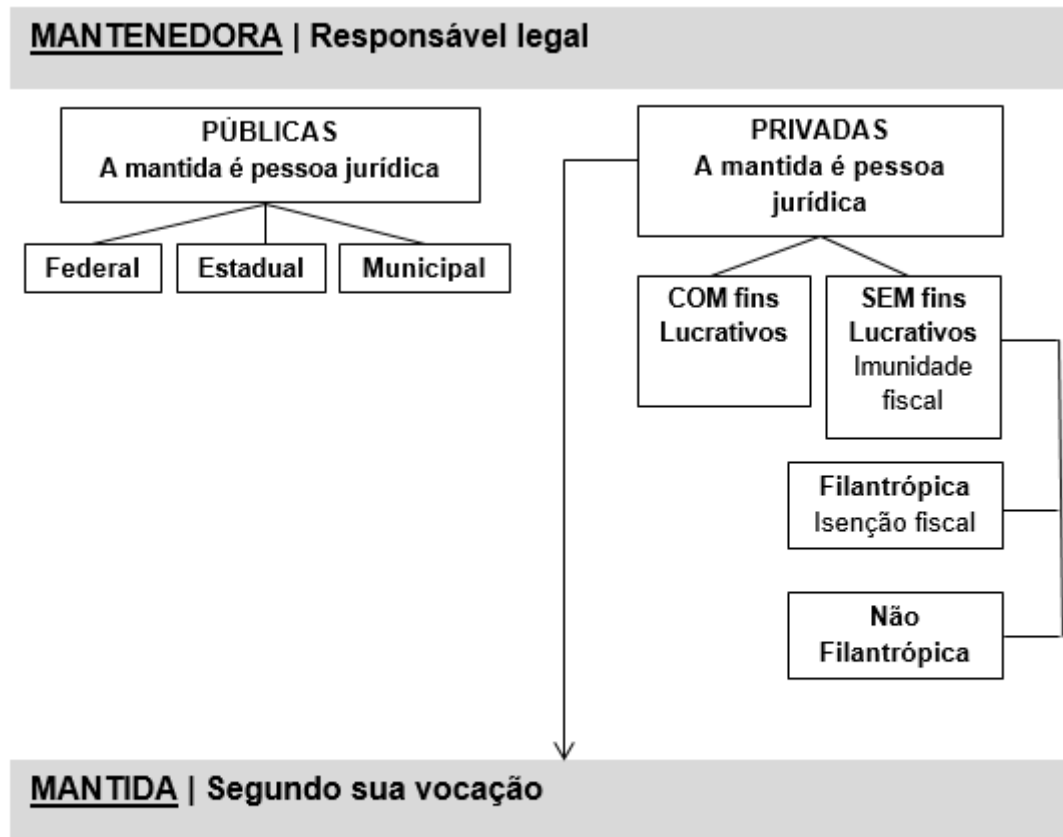 MANTENEDORA | Responsável legal
PÚBLICAS
A mantida é pessoa jurídica
Federal
Estadual
Municipal
PRIVADAS
A mantida é pessoa
jurídica
COM fins
Lucrativos
SEM fins
Lucrativos
Imunidade
fiscal
Filantrópica
Isenção fiscal
Não
Filantrópica
MANTIDA | Segundo sua vocação